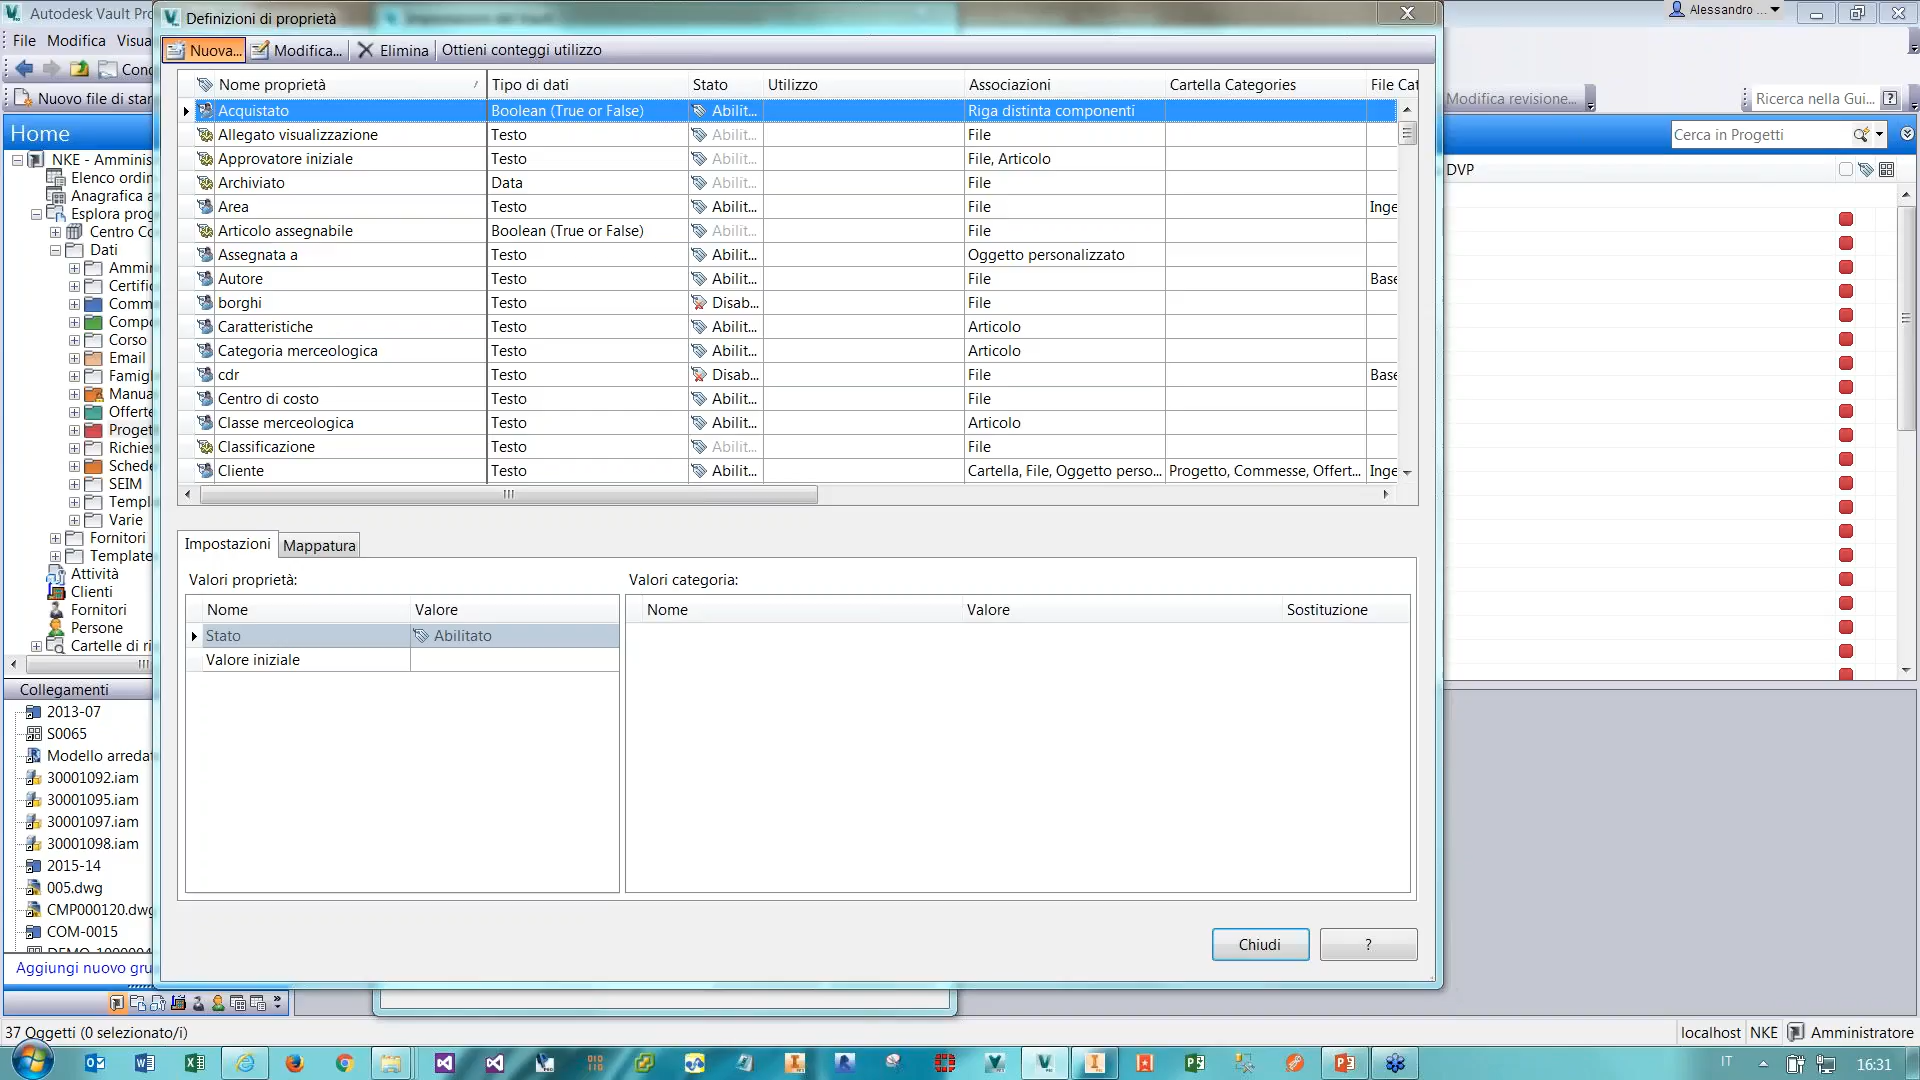 Autodesk Vault Pro
Definizioni di proprietà
Alessandro ...
File Modifica Visua
Nuova... Modifica... Elimina Ottieni conteggi utilizzo
Nuovo file di star
Modifica revisione...
Ricerca nella Gui...
Home
Cerca in Progetti
DVP
NKE - Amminis
Elenco ordin
Anagrafica a
Esplora prog
Centro Co
Dati
Ammin
Certific
Comm
Compo
Corso
Email
Famigl
Manua
Offerte
Proget
Richies
Schede
SEIM
Templ
Varie
Fornitori
Template
Attività
Clienti
Fornitori
Persone
Cartelle di ri
Collegamenti
2013-07
S0065
Modello arredat
30001092.iam
30001095.iam
30001097.iam
30001098.iam
2015-14
005.dwg
CMP000120.dwg
COM-0015
Aggiungi nuovo gru
Nome proprietà Tipo di dati Stato Utilizzo Associazioni Cartella Categories File Cat
Acquistato Boolean (True or False) Abilit... Riga distinta componenti
Allegato visualizzazione Testo Abilit... File
Approvatore iniziale Testo Abilit... File, Articolo
Archiviato Data Abilit... File
Area Testo Abilit... File Inge
Articolo assegnabile Boolean (True or False) Abilit... File
Assegnata a Testo Abilit... Oggetto personalizzato
Autore Testo Abilit... File Base
borghi Testo Disab... File
Caratteristiche Testo Abilit... Articolo
Categoria merceologica Testo Abilit... Articolo
cdr Testo Disab... File Base
Centro di costo Testo Abilit... File
Classe merceologica Testo Abilit... Articolo
Classificazione Testo Abilit... File
Cliente Testo Abilit... Cartella, File, Oggetto perso... Progetto, Commesse, Offert... Inge
Impostazioni Mappatura
Valori proprietà: Valori categoria:
Nome Valore Nome Valore Sostituzione
Stato Abilitato
Valore iniziale
Chiudi ?
37 Oggetti (0 selezionato/i)
localhost NKE Amministratore
IT 16:31